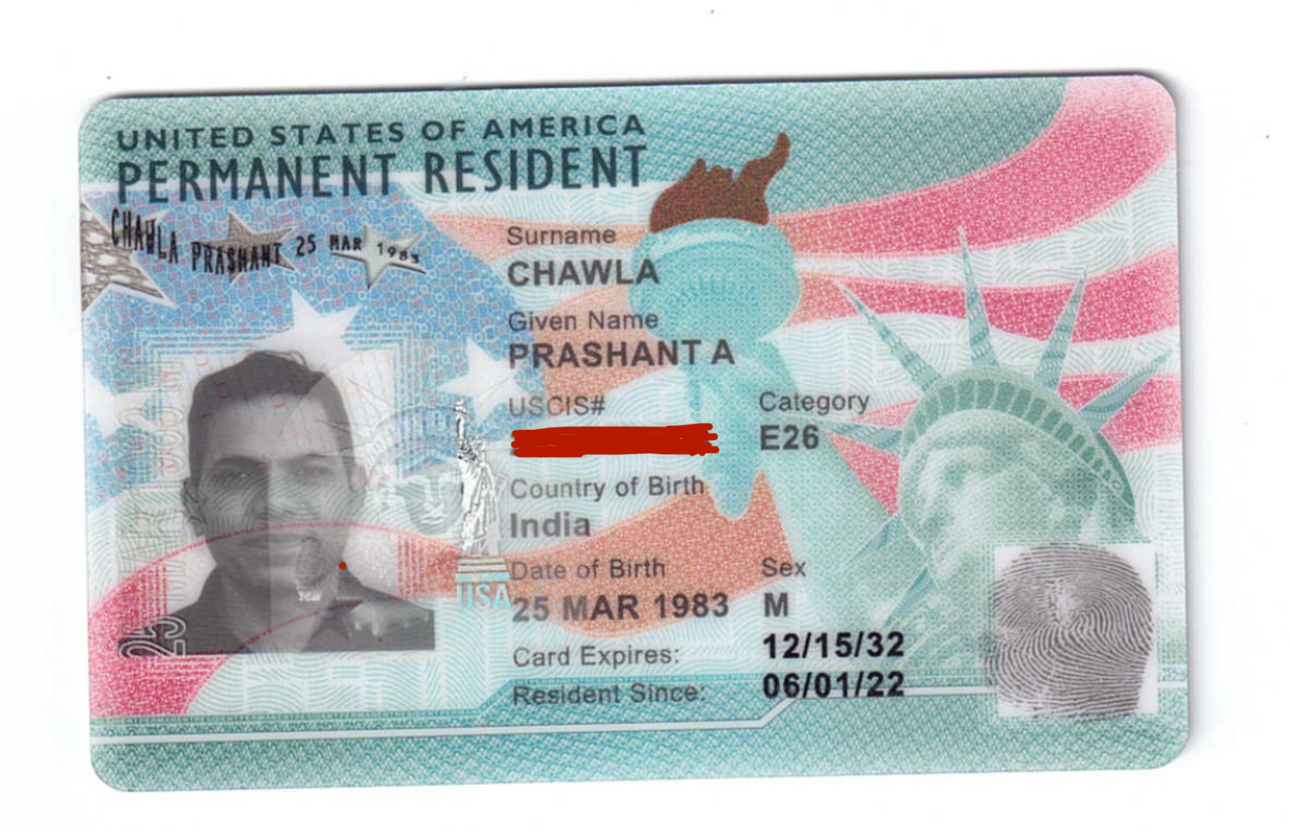 UNITED STATES OF AMERICA
PERMANENT RESIDENT
CHAWLA PRASHANT 25 MAR 1983
Surname
CHAWLA
Given Name
PRASHANT A
USCIS#
Category
E26
Country of Birth
India
Date of Birth
25 MAR 1983
Sex
M
Card Expires:
12/15/32
Resident Since:
06/01/22
USA